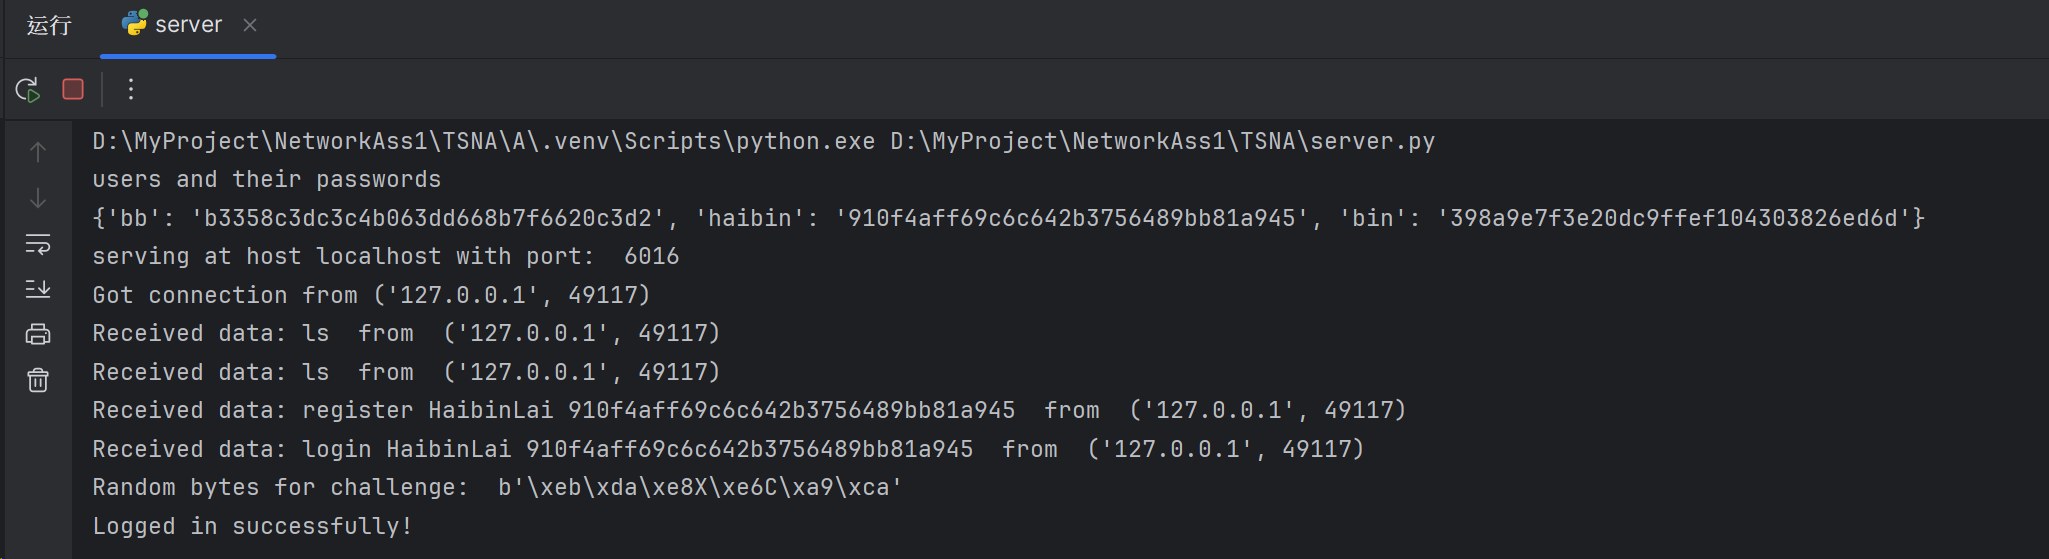 运行 server
D:\MyProject\NetworkAss1\TSNA\A\.venv\Scripts\python.exe D:\MyProject\NetworkAss1\TSNA\server.py
users and their passwords
{'bb': 'b3358c3dc3c4b063dd668b7f6620c3d2', 'haibin': '910f4aff69c6c642b3756489bb81a945', 'bin': '398a9e7f3e20dc9ffef104303826ed6d'}
serving at host localhost with port:  6016
Got connection from ('127.0.0.1', 49117)
Received data: ls  from  ('127.0.0.1', 49117)
Received data: ls  from  ('127.0.0.1', 49117)
Received data: register HaibinLai 910f4aff69c6c642b3756489bb81a945  from  ('127.0.0.1', 49117)
Received data: login HaibinLai 910f4aff69c6c642b3756489bb81a945  from  ('127.0.0.1', 49117)
Random bytes for challenge:  b'\xeb\xda\xe8X\xe6C\xa9\xca'
Logged in successfully!